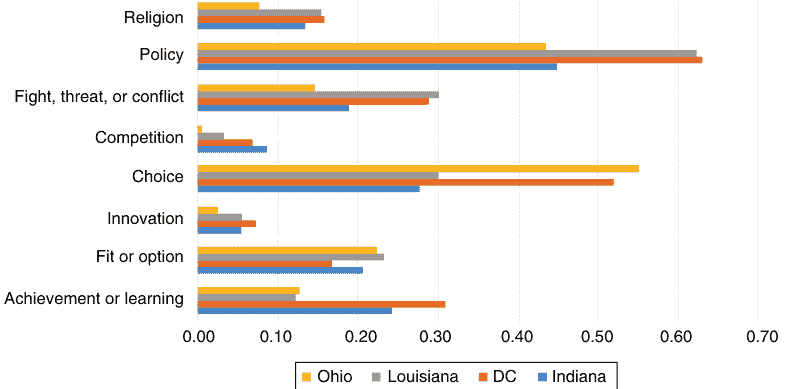 Religion
Policy
Fight, threat, or conflict
Competition
Choice
Innovation
Fit or option
Achievement or learning
0.00 0.10 0.20 0.30 0.40 0.50 0.60 0.70
Ohio Louisiana DC Indiana